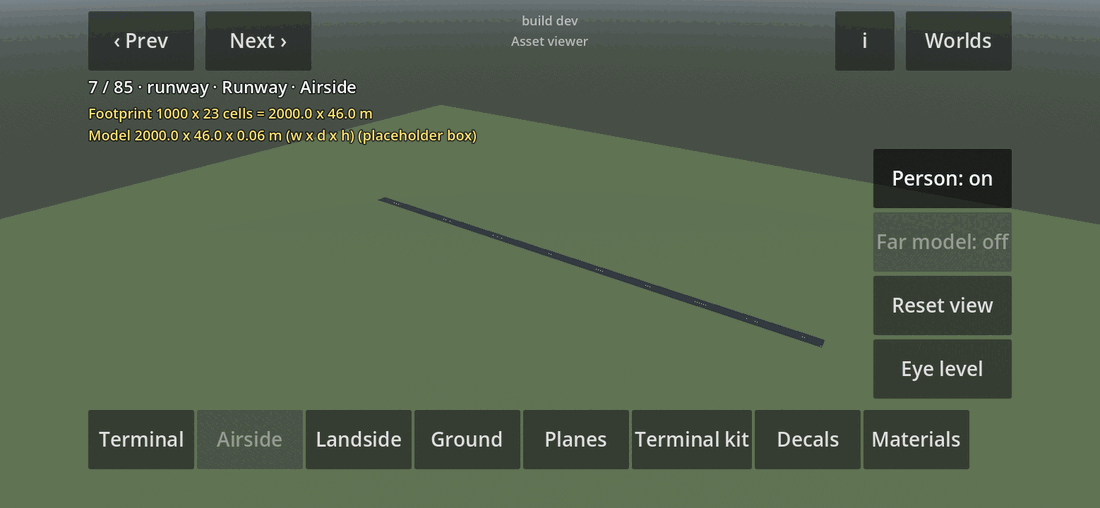 ‹ Prev
Next ›
build dev
Asset viewer
i
Worlds
7 / 85 · runway · Runway · Airside
Footprint 1000 x 23 cells = 2000.0 x 46.0 m
Model 2000.0 x 46.0 x 0.06 m (w x d x h) (placeholder box)
Person: on
Far model: off
Reset view
Eye level
Terminal
Airside
Landside
Ground
Planes
Terminal kit
Decals
Materials